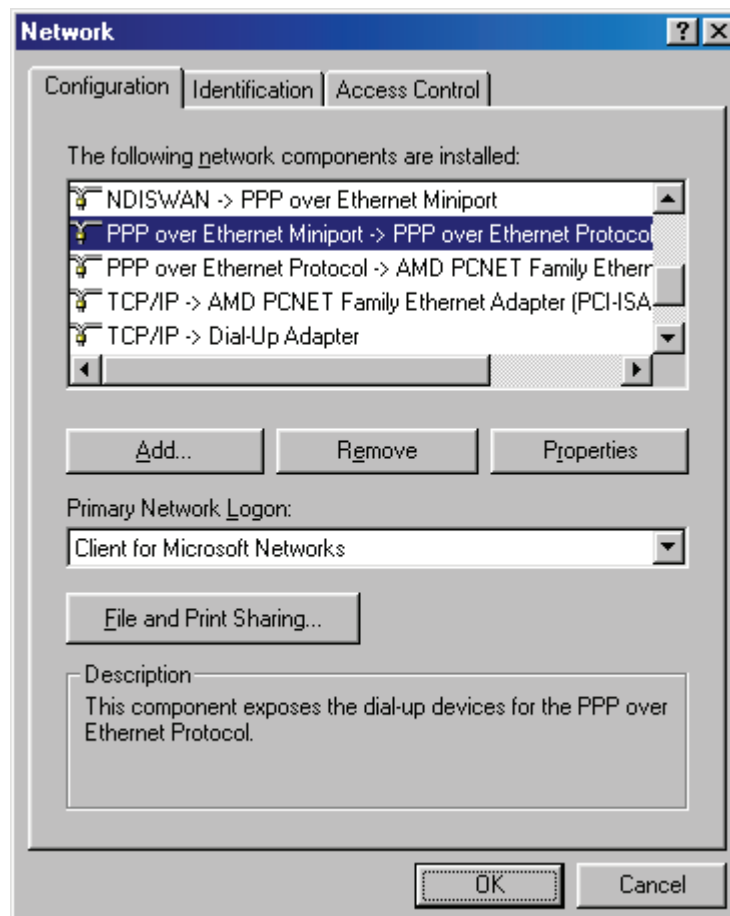 Network
Configuration Identification Access Control
The following network components are installed:
NDISWAN -> PPP over Ethernet Miniport
PPP over Ethernet Miniport -> PPP over Ethernet Protocol
PPP over Ethernet Protocol -> AMD PCNET Family Ethern
TCP/IP -> AMD PCNET Family Ethernet Adapter (PCI-ISA
TCP/IP -> Dial-Up Adapter
Add... Remove Properties
Primary Network Logon:
Client for Microsoft Networks
File and Print Sharing...
Description
This component exposes the dial-up devices for the PPP over
Ethernet Protocol.
OK Cancel